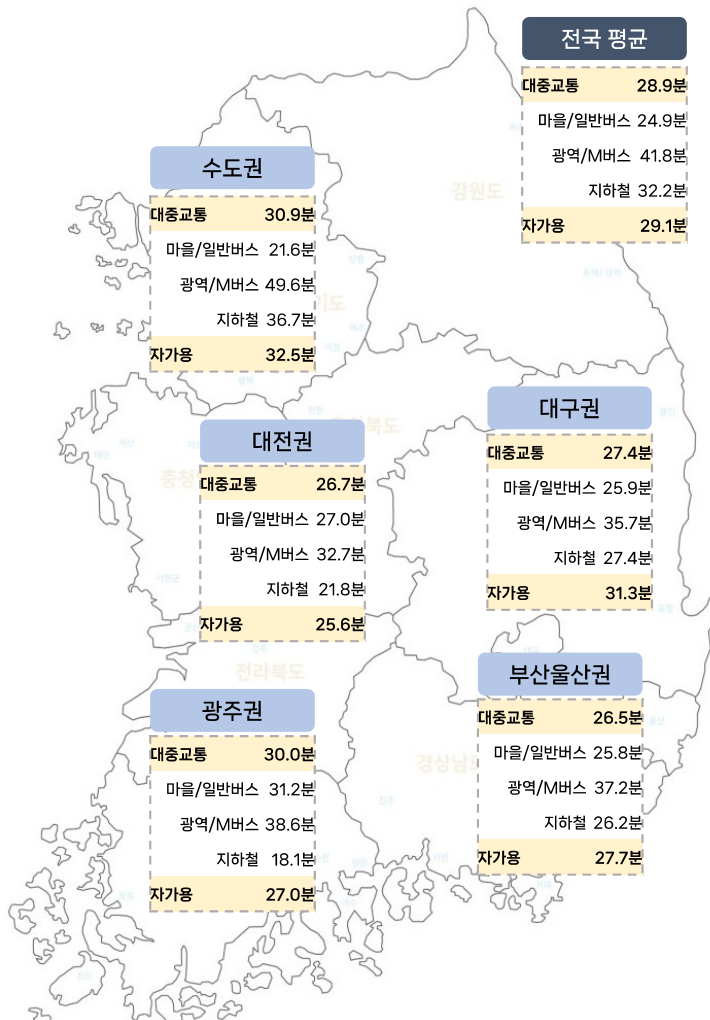 전국 평균
대중교통 28.9분
마을/일반버스 24.9분
광역/M버스 41.8분
지하철 32.2분
자가용 29.1분
수도권
대중교통 30.9분
마을/일반버스 21.6분
광역/M버스 49.6분
지하철 36.7분
자가용 32.5분
강원도
대전권
대중교통 26.7분
마을/일반버스 27.0분
광역/M버스 32.7분
지하철 21.8분
자가용 25.6분
대구권
대중교통 27.4분
마을/일반버스 25.9분
광역/M버스 35.7분
지하철 27.4분
자가용 31.3분
전라북도
광주권
대중교통 30.0분
마을/일반버스 31.2분
광역/M버스 38.6분
지하철 18.1분
자가용 27.0분
부산울산권
대중교통 26.5분
마을/일반버스 25.8분
광역/M버스 37.2분
지하철 26.2분
자가용 27.7분
경상남도